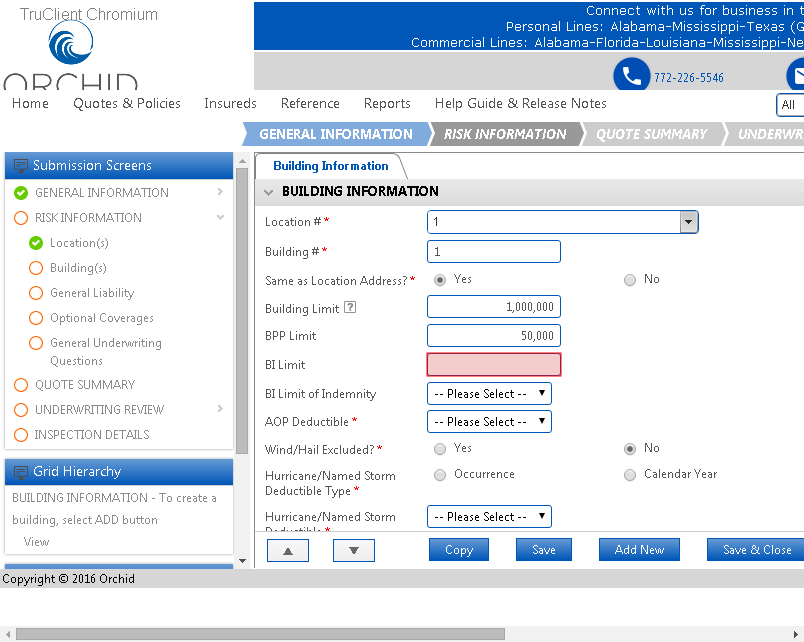 TruClient Chromium
ORCHID
Connect with us for business in
Personal Lines: Alabama-Mississippi-Texas (G
Commercial Lines: Alabama-Florida-Louisiana-Mississippi-Ne
772-226-5546
Home Quotes & Policies Insureds Reference Reports Help Guide & Release Notes
All
GENERAL INFORMATION RISK INFORMATION QUOTE SUMMARY UNDERWR
Submission Screens
GENERAL INFORMATION
RISK INFORMATION
Location(s)
Building(s)
General Liability
Optional Coverages
General Underwriting
Questions
QUOTE SUMMARY
UNDERWRITING REVIEW
INSPECTION DETAILS
Grid Hierarchy
BUILDING INFORMATION - To create a
building, select ADD button
View
Building Information
BUILDING INFORMATION
Location #* 1
Building #* 1
Same as Location Address?* Yes No
Building Limit ? 1,000,000
BPP Limit 50,000
BI Limit
BI Limit of Indemnity -- Please Select --
AOP Deductible * -- Please Select --
Wind/Hail Excluded?* Yes No
Hurricane/Named Storm
Deductible Type * Occurrence Calendar Year
Hurricane/Named Storm
Deductible * -- Please Select --
Copy Save Add New Save & Close
Copyright © 2016 Orchid